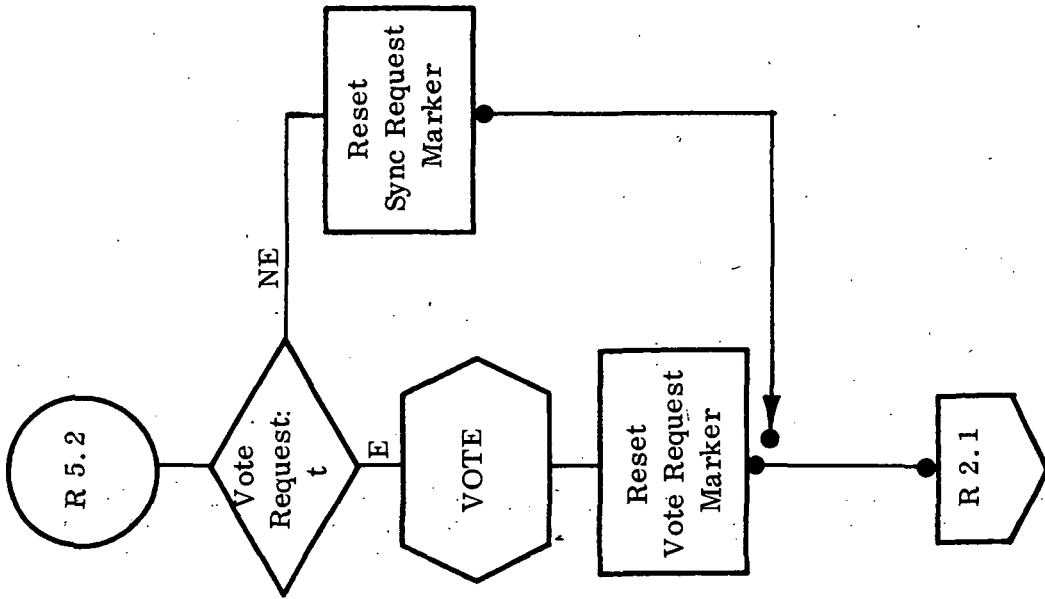 R 5.2
Vote
Request:
t
NE
E
Reset
Sync Request
Marker
VOTE
Reset
Vote Request
Marker
R 2.1